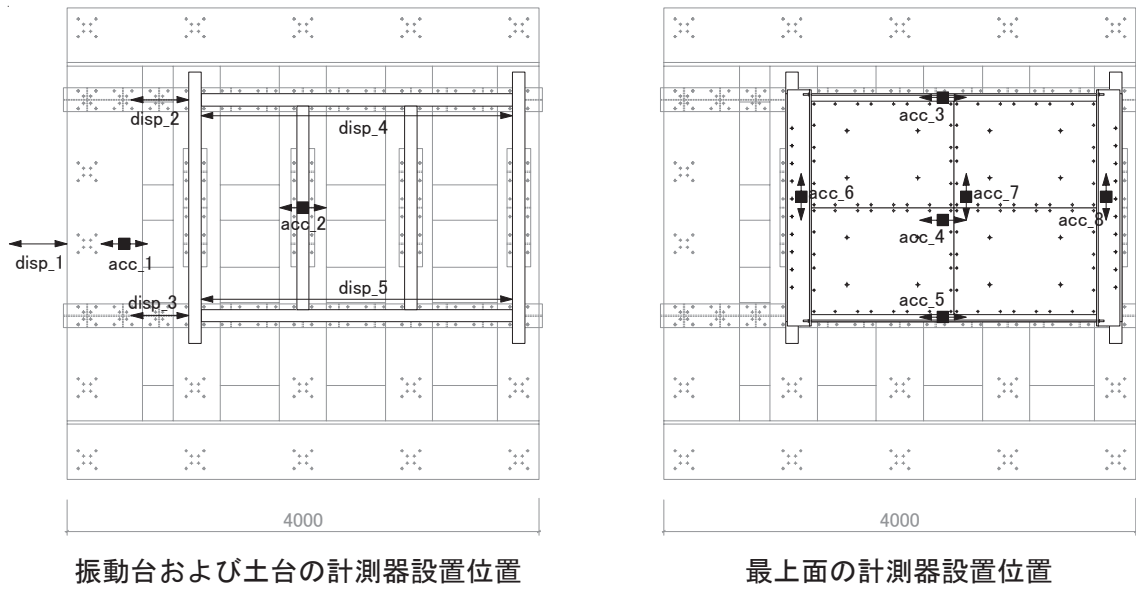 disp_2
disp_4
acc_2
disp_1
acc_1
disp_3
disp_5
4000
振動台および土台の計測器設置位置
acc_3
acc_6
acc_7
acc_8
acc_4
acc_5
4000
最上面の計測器設置位置